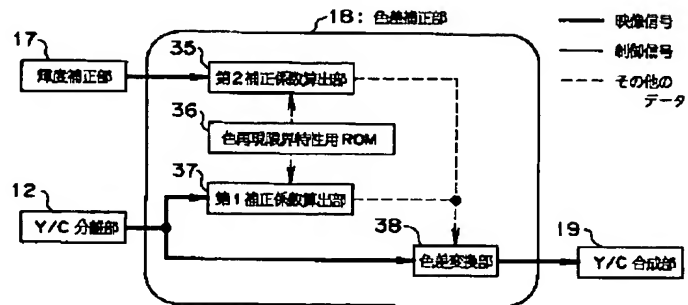 18: 色差補正部
映像信号
制御信号
その他の
データ
17
輝度補正部
35
第2補正係数算出部
36
色再現限界特性用 ROM
37
第1補正係数算出部
12
Y/C 分離部
38
色差変換部
19
Y/C 合成部